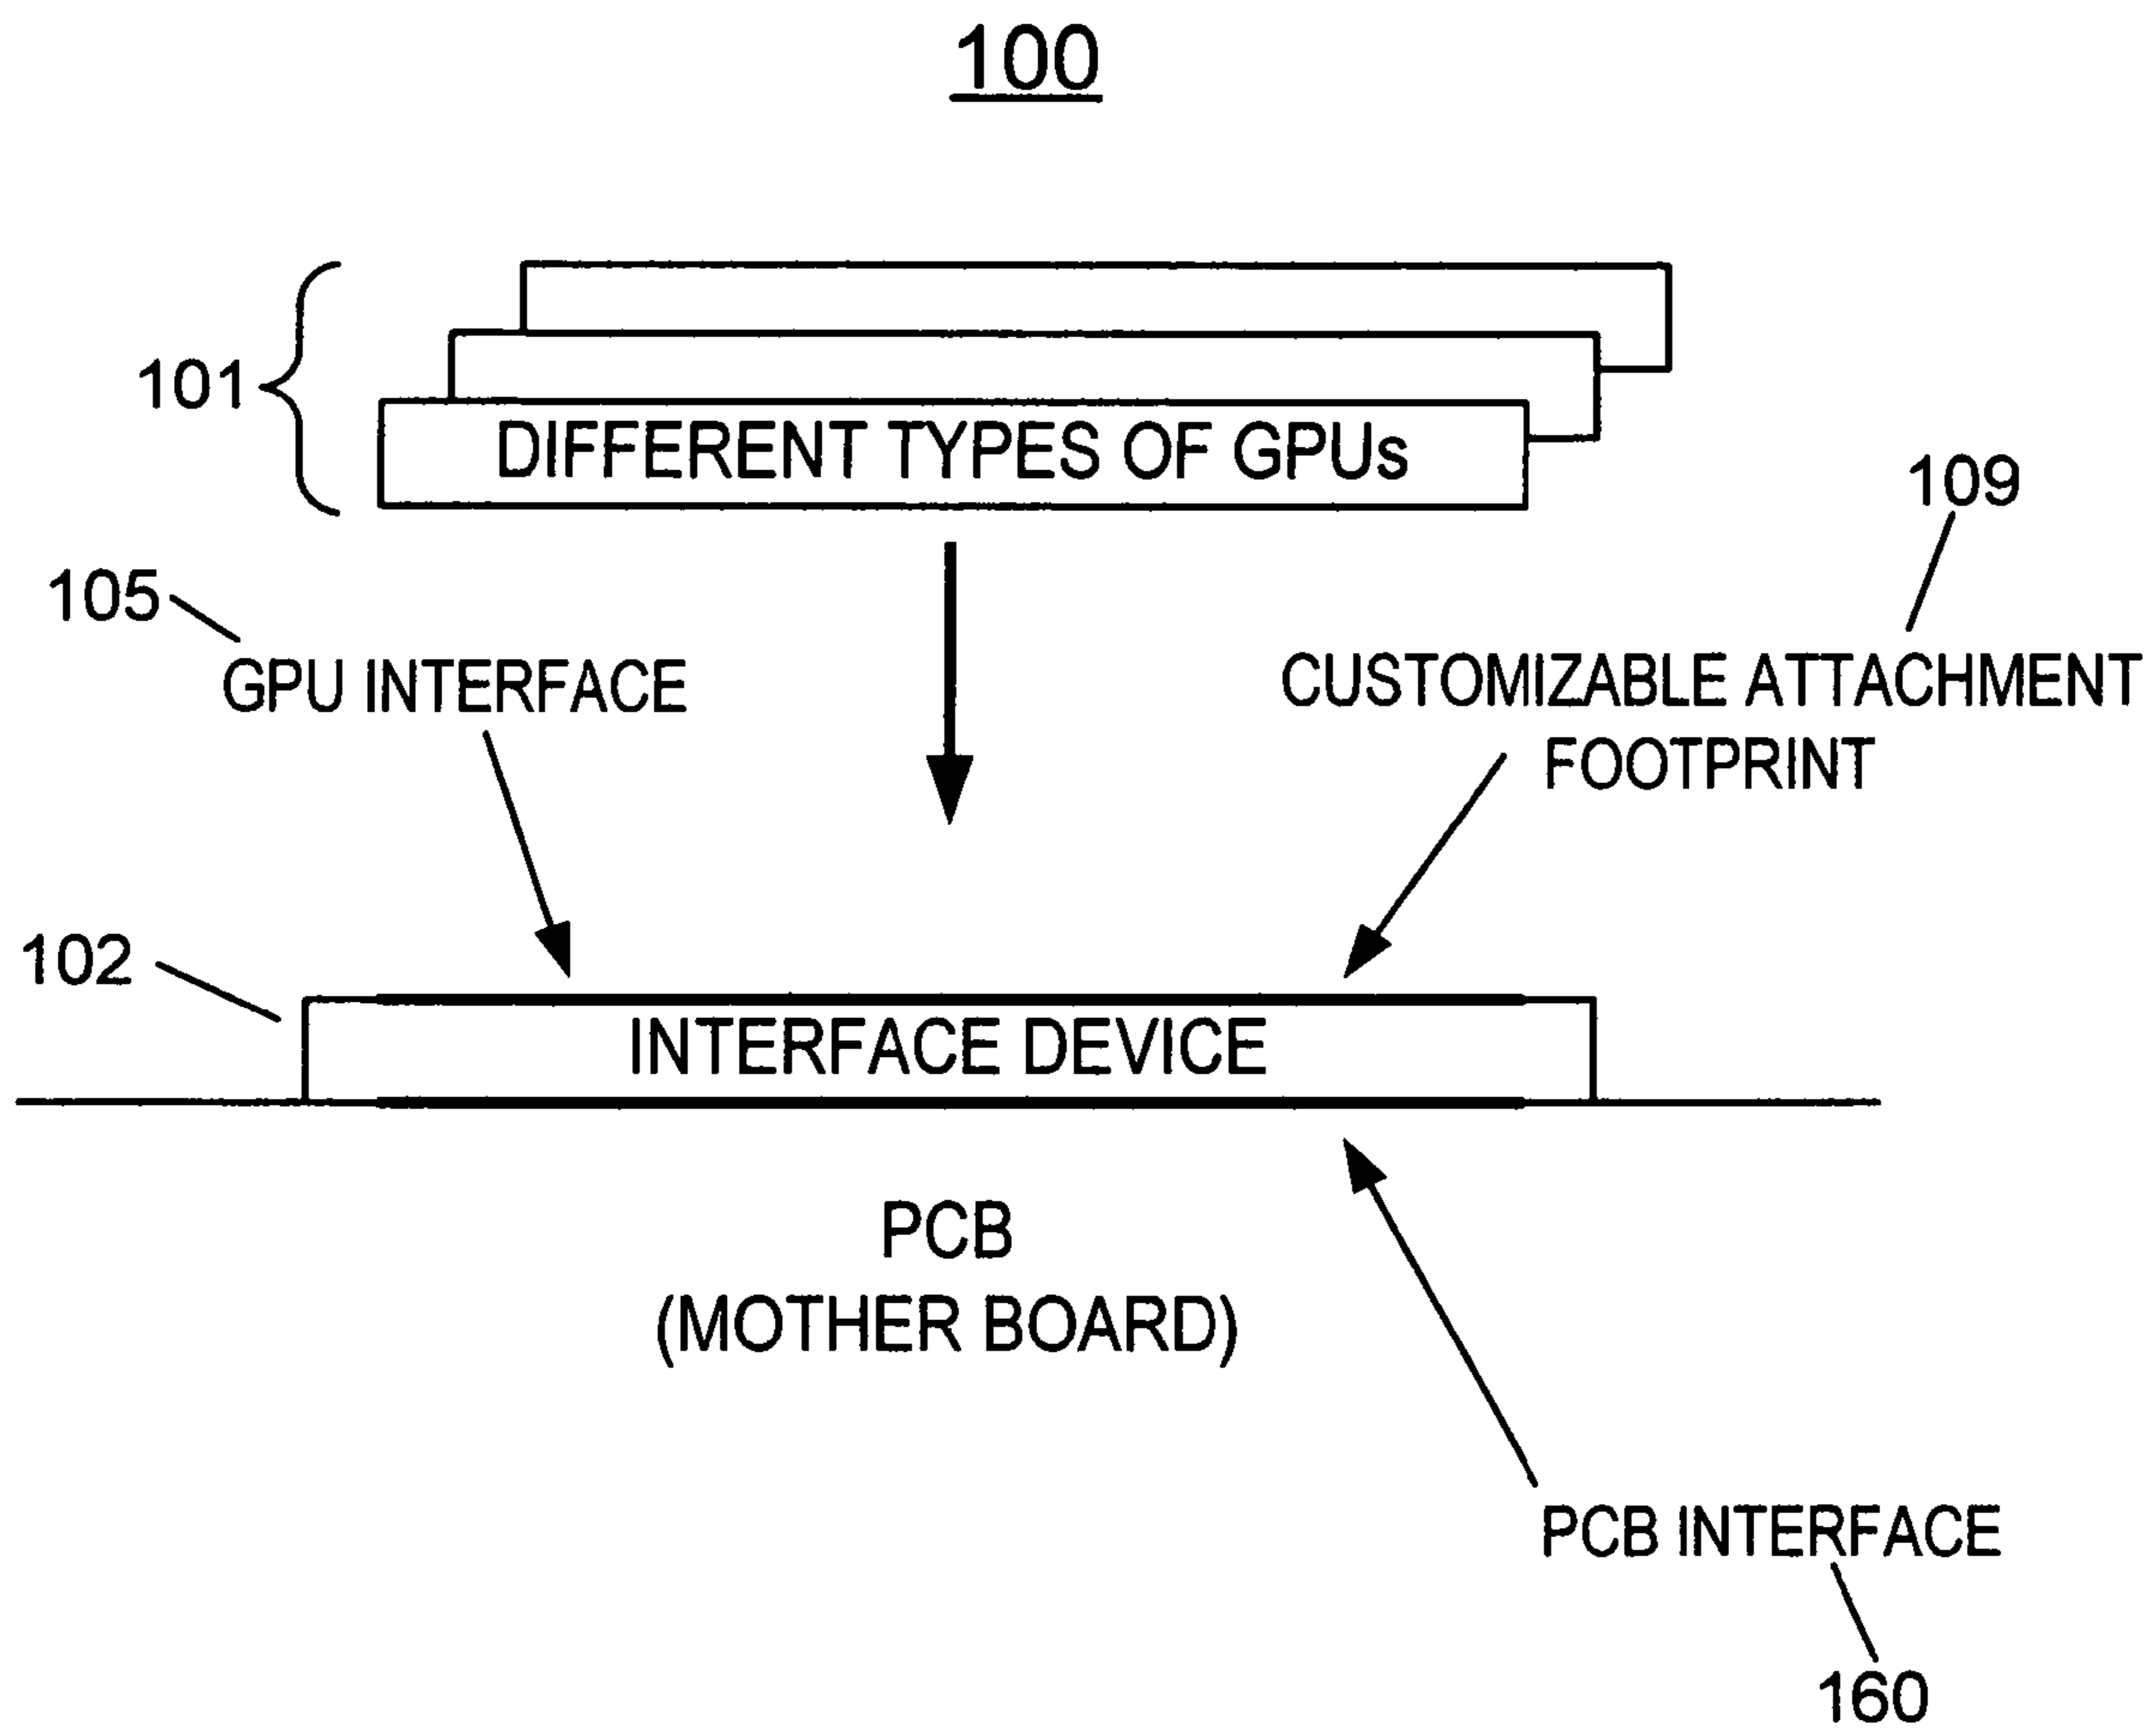 100
101
DIFFERENT TYPES OF GPUs
109
105
GPU INTERFACE
CUSTOMIZABLE ATTACHMENT
FOOTPRINT
102
INTERFACE DEVICE
PCB
(MOTHER BOARD)
PCB INTERFACE
160